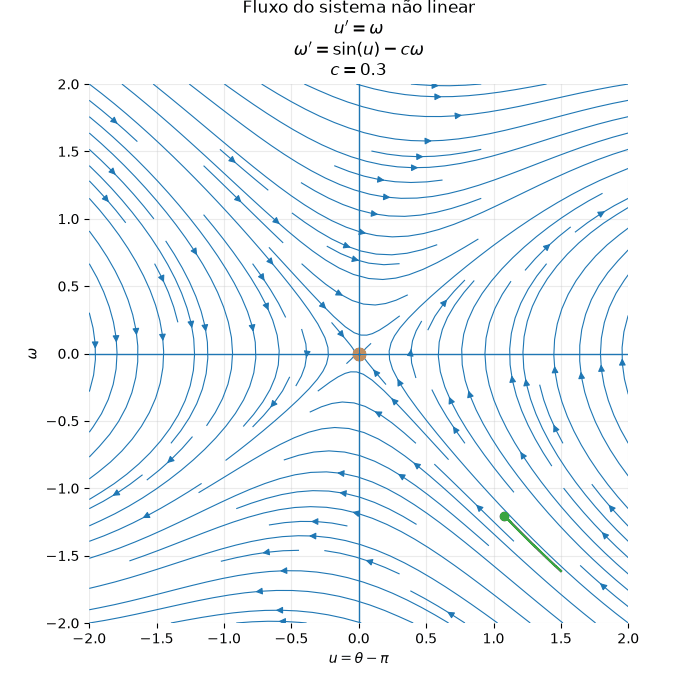 Fluxo do sistema não linear
u′ = ω
ω′ = sin(u) − cω
c = 0.3
2.0
1.5
1.0
0.5
0.0
−0.5
−1.0
−1.5
−2.0
ω
−2.0 −1.5 −1.0 −0.5 0.0 0.5 1.0 1.5 2.0
u = θ − π